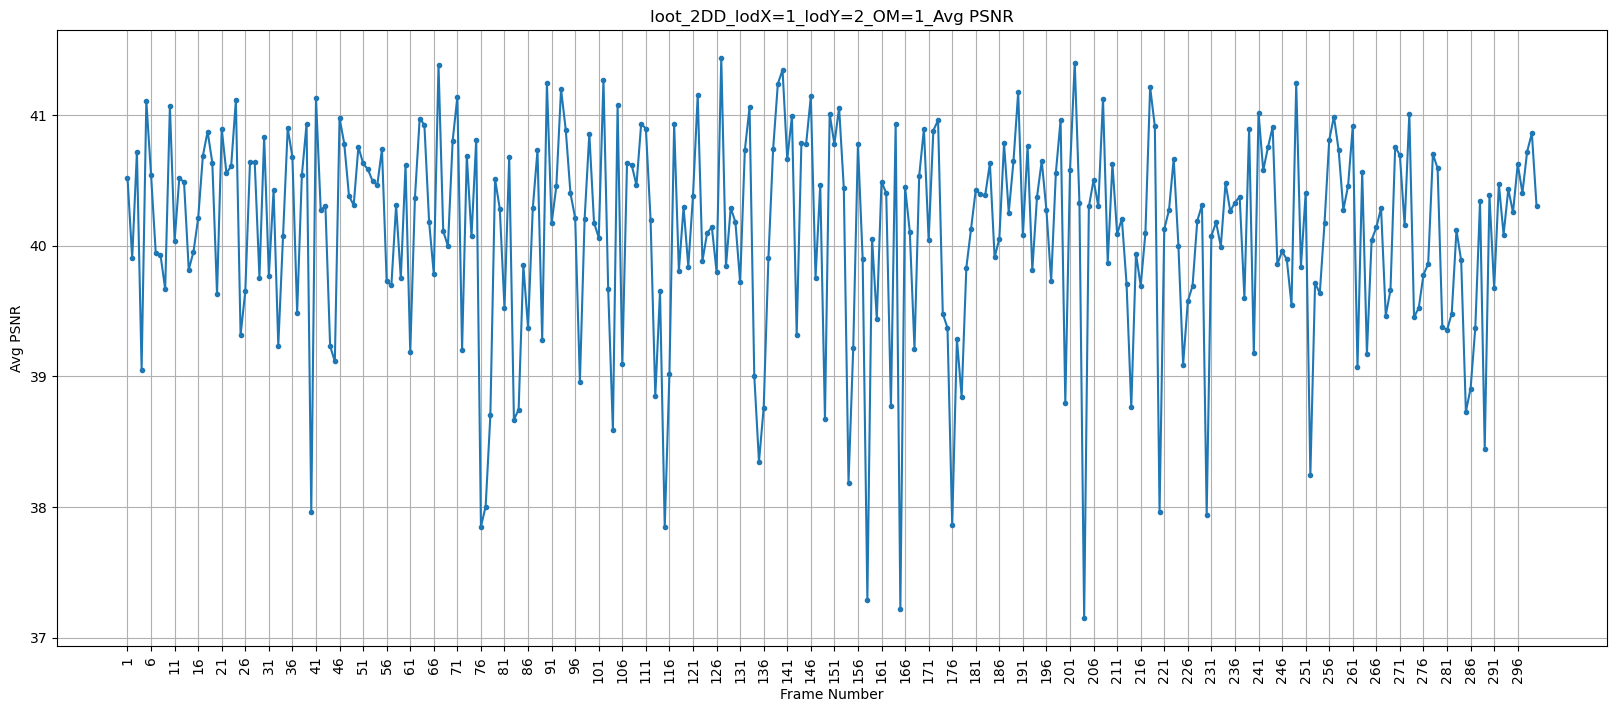 loot_2DD_lodX=1_lodY=2_OM=1_Avg PSNR
Avg PSNR
41
40
39
38
37
1 6 11 16 21 26 31 36 41 46 51 56 61 66 71 76 81 86 91 96 101 106 111 116 121 126 131 136 141 146 151 156 161 166 171 176 181 186 191 196 201 206 211 216 221 226 231 236 241 246 251 256 261 266 271 276 281 286 291 296
Frame Number